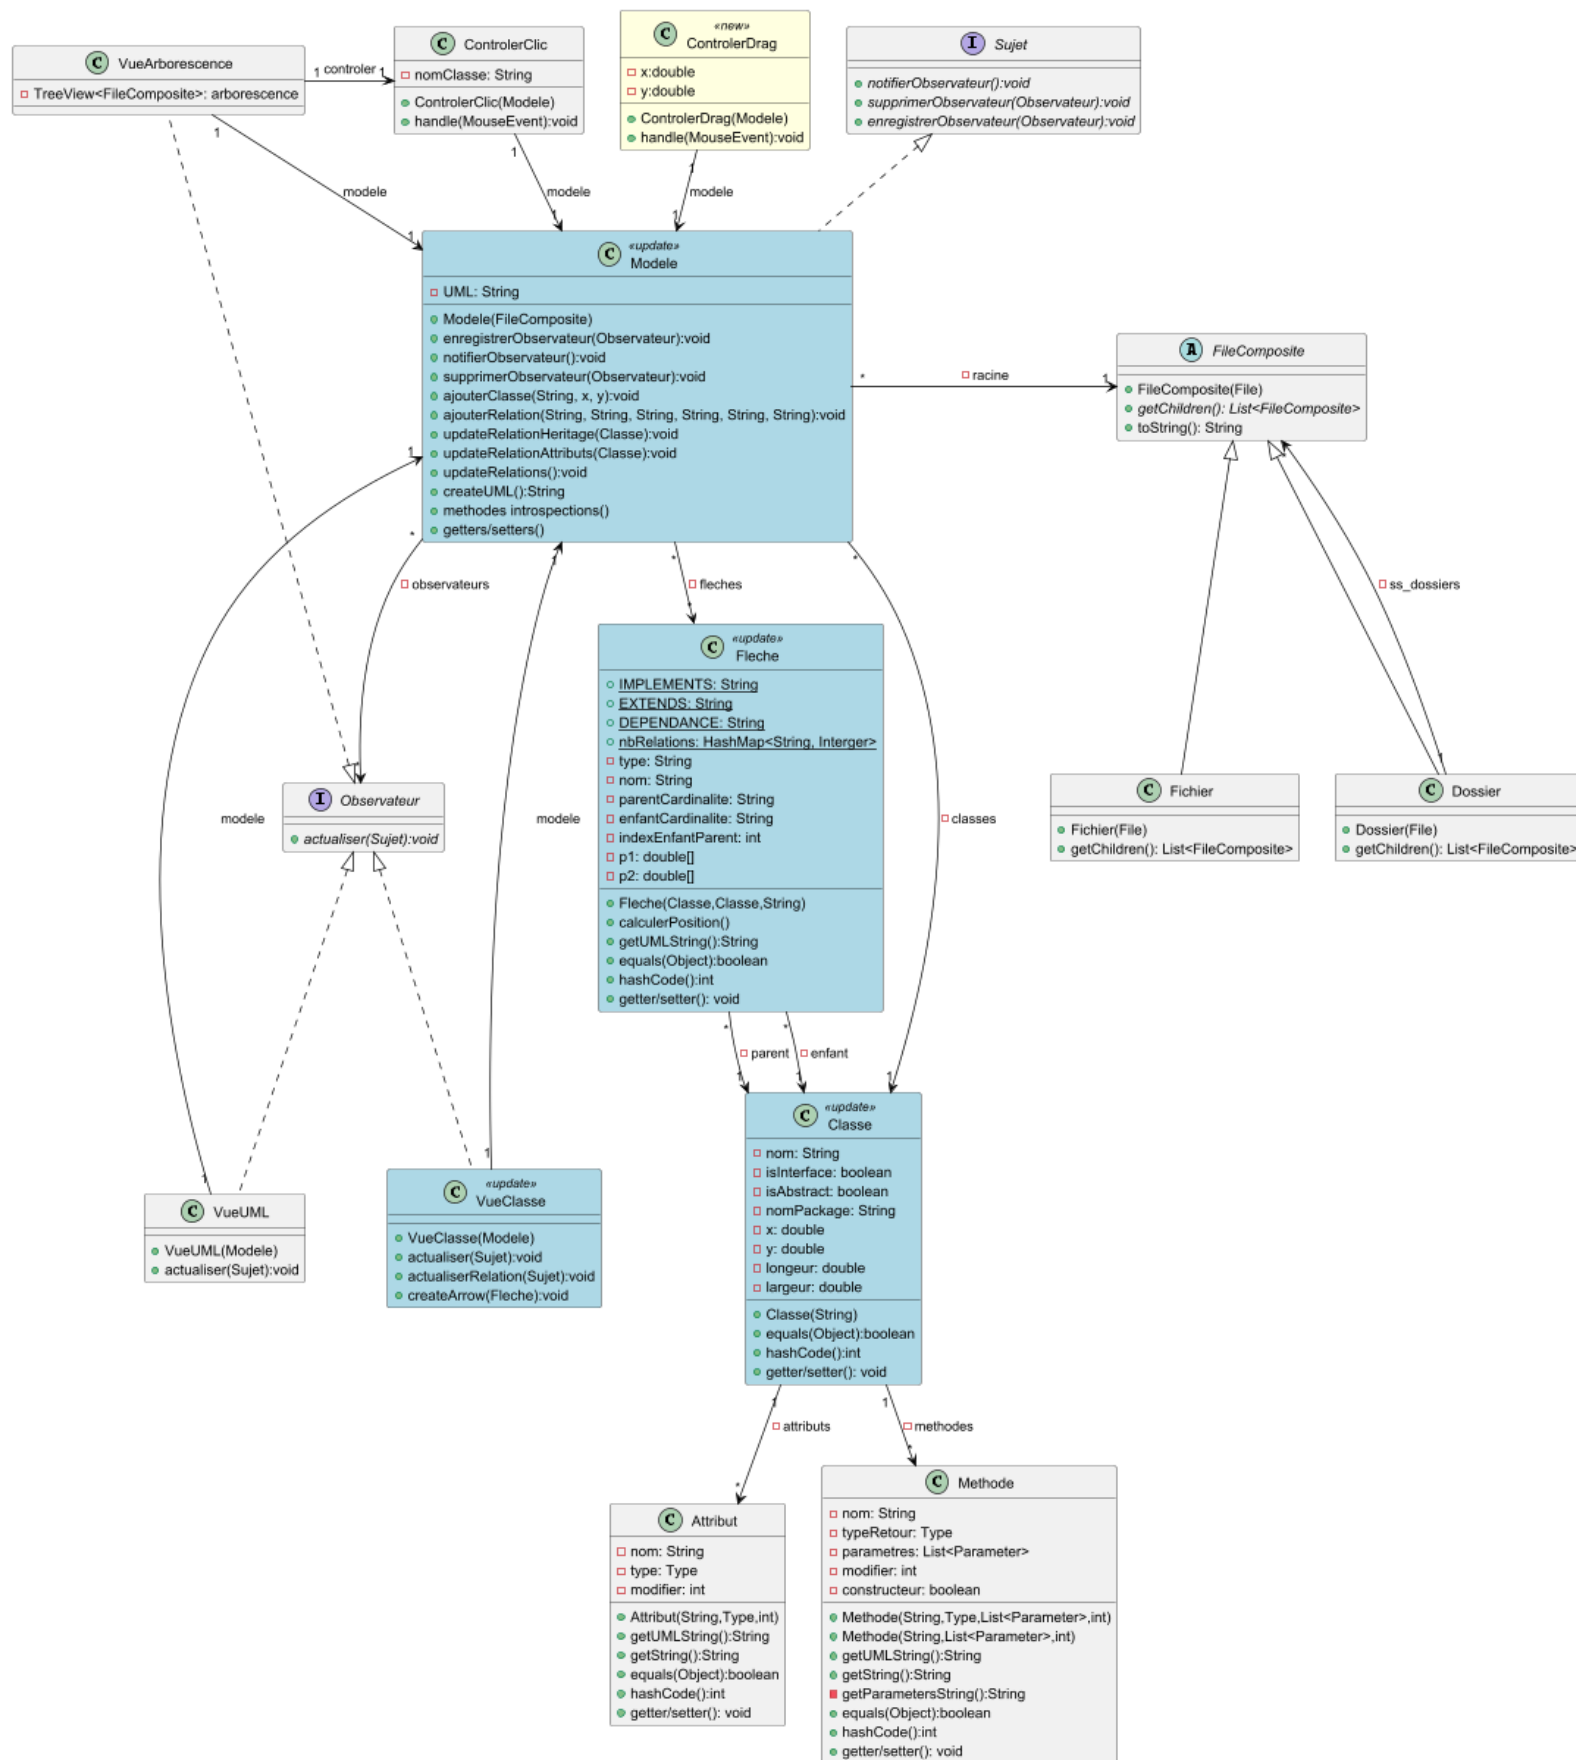 C VueArborescence
TreeView<FileComposite>: arborescence
1 controler 1
C ControlerClic
nomClasse: String
ControlerClic(Modele)
handle(MouseEvent):void
«new»
C ControlerDrag
x:double
y:double
ControlerDrag(Modele)
handle(MouseEvent):void
I Sujet
notifierObservateur():void
supprimerObservateur(Observateur):void
enregistrerObservateur(Observateur):void
1
1
1
modele
modele
modele
1
1
1
«update»
C Modele
UML: String
Modele(FileComposite)
enregistrerObservateur(Observateur):void
notifierObservateur():void
supprimerObservateur(Observateur):void
ajouterClasse(String, x, y):void
ajouterRelation(String, String, String, String, String, String):void
updateRelationHeritage(Classe):void
updateRelationAttributs(Classe):void
updateRelations():void
createUML():String
methodes introspections()
getters/setters()
* racine 1
A FileComposite
FileComposite(File)
getChildren(): List<FileComposite>
toString(): String
1
*
1
*
*
observateurs
fleches
ss_dossiers
*
«update»
C Fleche
IMPLEMENTS: String
EXTENDS: String
DEPENDANCE: String
nbRelations: HashMap<String, Interger>
type: String
nom: String
parentCardinalite: String
enfantCardinalite: String
indexEnfantParent: int
p1: double[]
p2: double[]
Fleche(Classe,Classe,String)
calculerPosition()
getUMLString():String
equals(Object):boolean
hashCode():int
getter/setter(): void
*
1
C Fichier
Fichier(File)
getChildren(): List<FileComposite>
C Dossier
Dossier(File)
getChildren(): List<FileComposite>
I Observateur
actualiser(Sujet):void
modele
modele
classes
*
*
parent
enfant
1
1
1
«update»
C Classe
nom: String
isInterface: boolean
isAbstract: boolean
nomPackage: String
x: double
y: double
longeur: double
largeur: double
Classe(String)
equals(Object):boolean
hashCode():int
getter/setter(): void
1
1
C VueUML
VueUML(Modele)
actualiser(Sujet):void
«update»
C VueClasse
VueClasse(Modele)
actualiser(Sujet):void
actualiserRelation(Sujet):void
createArrow(Fleche):void
1
1
attributs
methodes
*
*
C Attribut
nom: String
type: Type
modifier: int
Attribut(String,Type,int)
getUMLString():String
getString():String
equals(Object):boolean
hashCode():int
getter/setter(): void
C Methode
nom: String
typeRetour: Type
parametres: List<Parameter>
modifier: int
constructeur: boolean
Methode(String,Type,List<Parameter>,int)
Methode(String,List<Parameter>,int)
getUMLString():String
getString():String
getParametersString():String
equals(Object):boolean
hashCode():int
getter/setter(): void